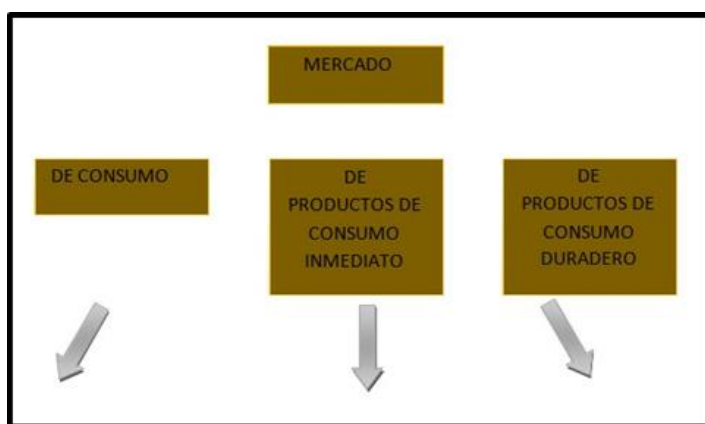 MERCADO
DE CONSUMO
DE
PRODUCTOS DE
CONSUMO
INMEDIATO
DE
PRODUCTOS DE
CONSUMO
DURADERO